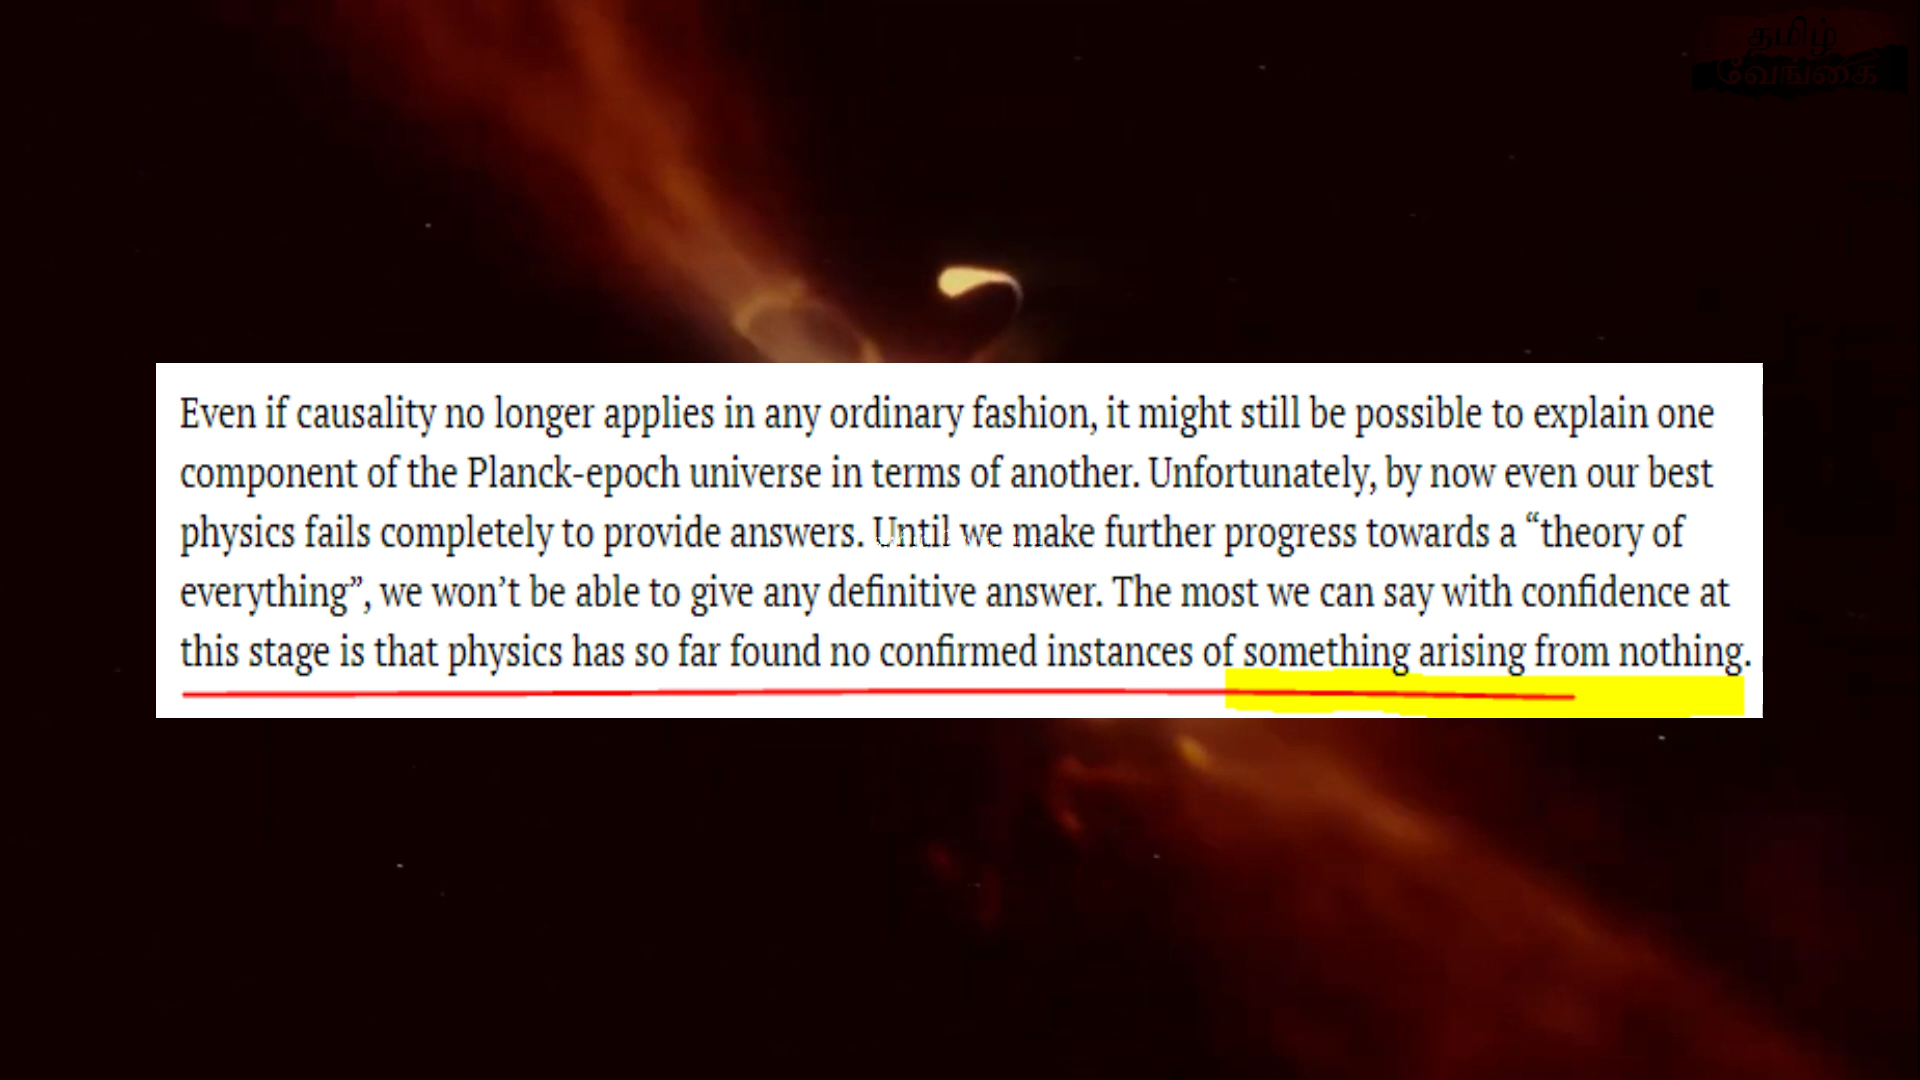 தமிழ்
வேங்கை
Even if causality no longer applies in any ordinary fashion, it might still be possible to explain one
component of the Planck-epoch universe in terms of another. Unfortunately, by now even our best
physics fails completely to provide answers. Until we make further progress towards a “theory of
everything”, we won’t be able to give any definitive answer. The most we can say with confidence at
this stage is that physics has so far found no confirmed instances of something arising from nothing.